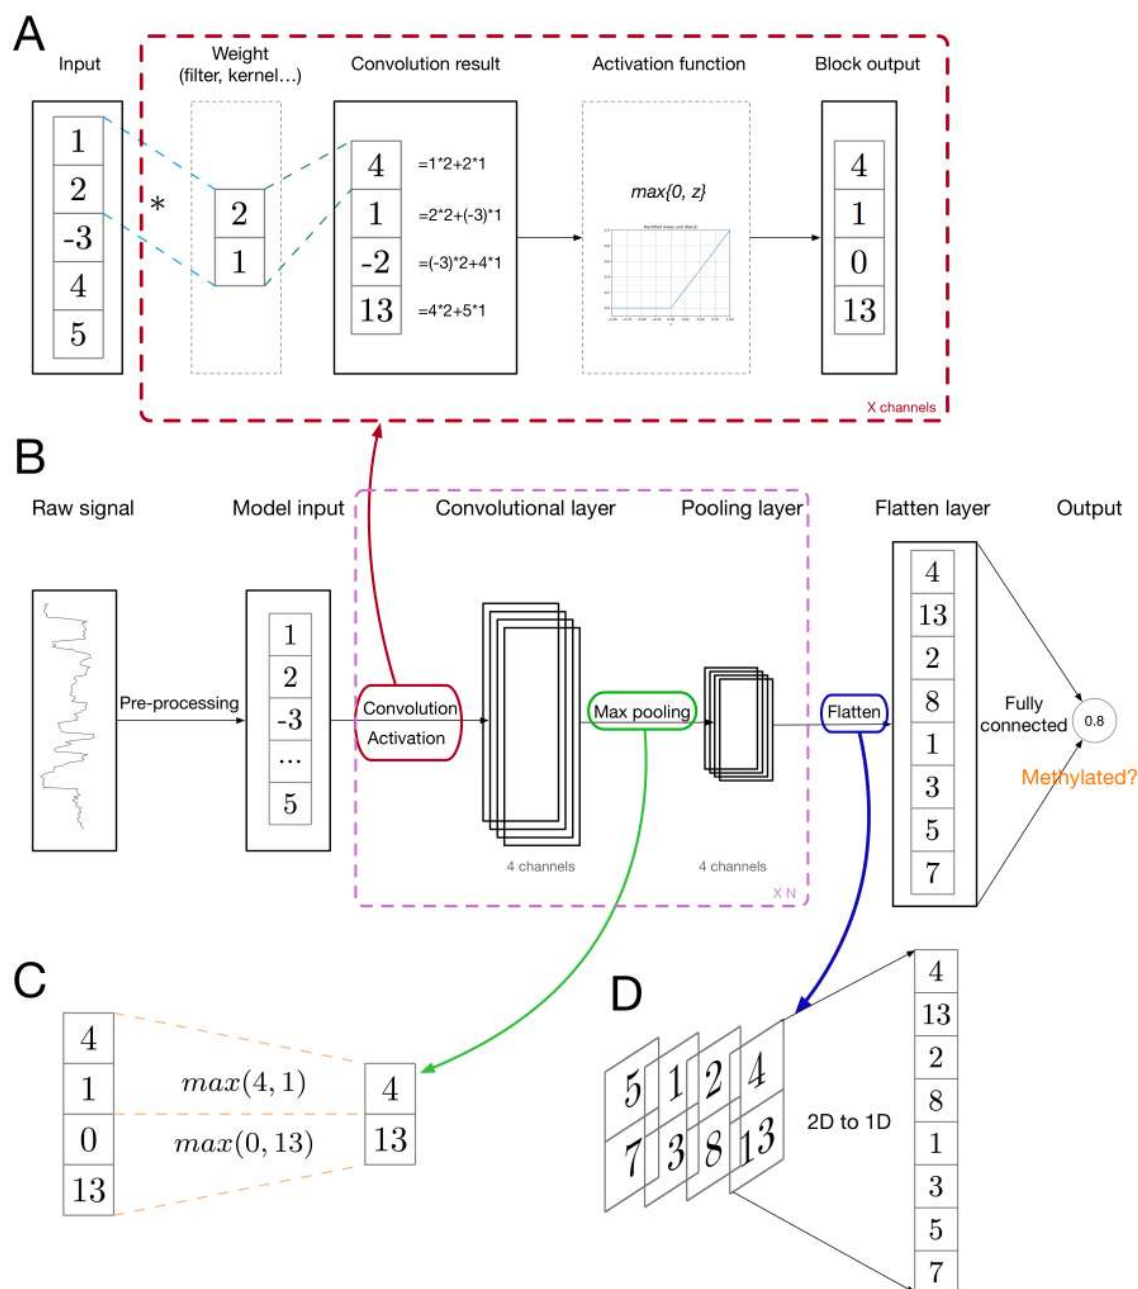 A
Input
Weight
(filter, kernel...)
Convolution result
Activation function
Block output
1
2
-3
4
5
*
2
1
4 =1*2+2*1
1 =2*2+(-3)*1
-2 =(-3)*2+4*1
13 =4*2+5*1
max{0, z}
4
1
0
13
X channels
B
Raw signal
Model input
Convolutional layer
Pooling layer
Flatten layer
Output
Pre-processing
1
2
-3
...
5
Convolution
Activation
4 channels
Max pooling
4 channels
X N
Flatten
4
13
2
8
1
3
5
7
Fully
connected
0.8
Methylated?
C
4
1
0
13
max(4, 1)
max(0, 13)
4
13
D
5 1 2 4
7 3 8 13
2D to 1D
4
13
2
8
1
3
5
7